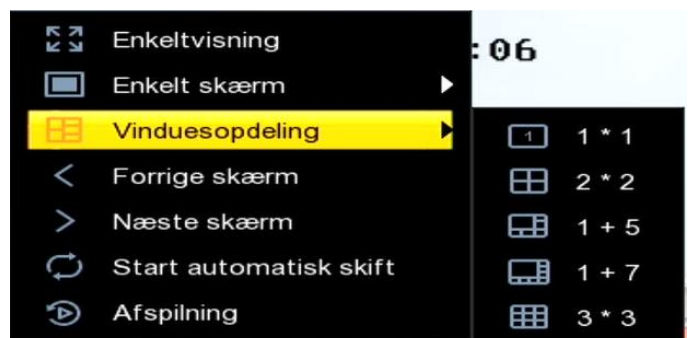 Enkeltvisning
:06
Enkelt skærm
Vinduesopdeling
1 1 * 1
Forrige skærm
2 * 2
Næste skærm
1 + 5
Start automatisk skift
1 + 7
Afspilning
3 * 3